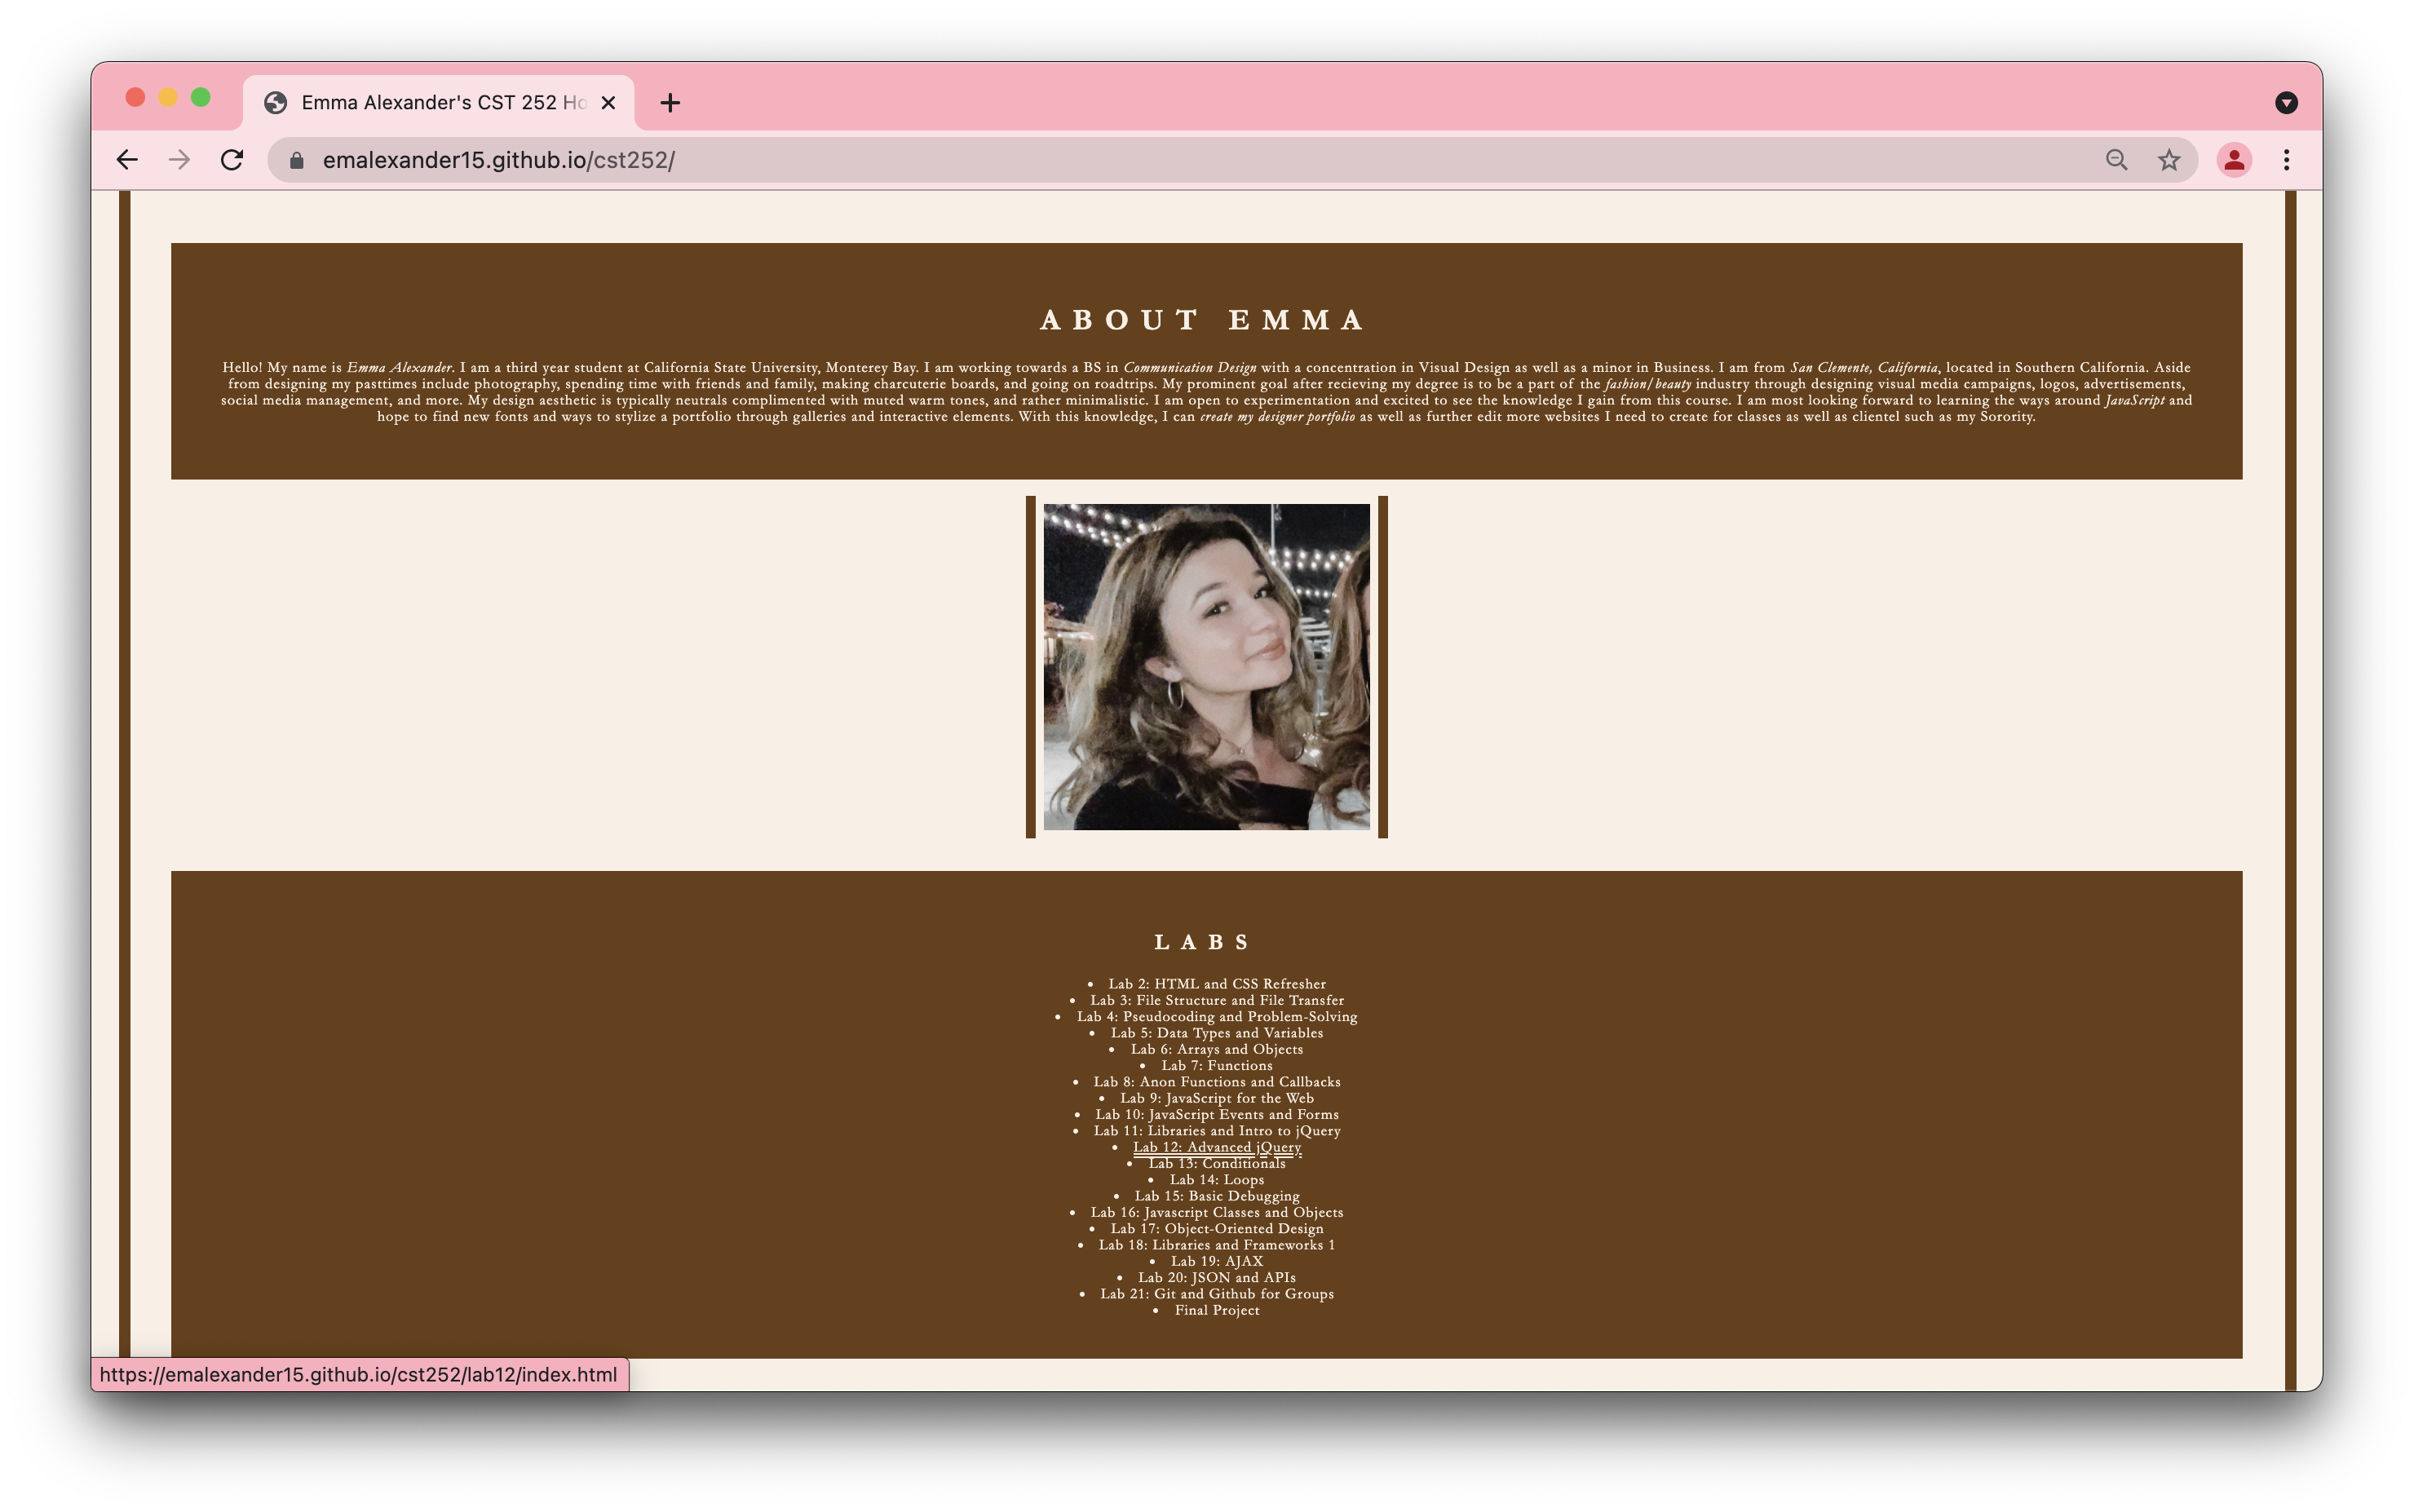 Emma Alexander's CST 252 Ho
emalexander15.github.io/cst252/
ABOUT EMMA
Hello! My name is Emma Alexander. I am a third year student at California State University, Monterey Bay. I am working towards a BS in Communication Design with a concentration in Visual Design as well as a minor in Business. I am from San Clemente, California, located in Southern California. Aside
from designing my pasttimes include photography, spending time with friends and family, making charcuterie boards, and going on roadtrips. My prominent goal after recieving my degree is to be a part of the fashion/beauty industry through designing visual media campaigns, logos, advertisements,
social media management, and more. My design aesthetic is typically neutrals complimented with muted warm tones, and rather minimalistic. I am open to experimentation and excited to see the knowledge I gain from this course. I am most looking forward to learning the ways around JavaScript and
hope to find new fonts and ways to stylize a portfolio through galleries and interactive elements. With this knowledge, I can create my designer portfolio as well as further edit more websites I need to create for classes as well as clientel such as my Sorority.
LABS
• Lab 2: HTML and CSS Refresher
• Lab 3: File Structure and File Transfer
• Lab 4: Pseudocoding and Problem-Solving
• Lab 5: Data Types and Variables
• Lab 6: Arrays and Objects
• Lab 7: Functions
• Lab 8: Anon Functions and Callbacks
• Lab 9: JavaScript for the Web
• Lab 10: JavaScript Events and Forms
• Lab 11: Libraries and Intro to jQuery
• Lab 12: Advanced jQuery
• Lab 13: Conditionals
• Lab 14: Loops
• Lab 15: Basic Debugging
• Lab 16: Javascript Classes and Objects
• Lab 17: Object-Oriented Design
• Lab 18: Libraries and Frameworks 1
• Lab 19: AJAX
• Lab 20: JSON and APIs
• Lab 21: Git and Github for Groups
• Final Project
https://emalexander15.github.io/cst252/lab12/index.html